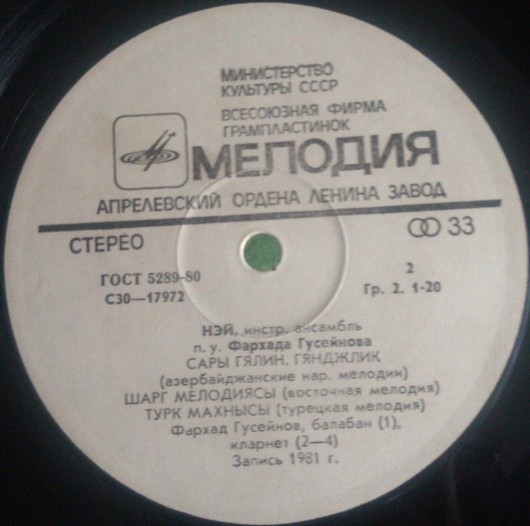 МИНИСТЕРСТВО
КУЛЬТУРЫ СССР
ВСЕСОЮЗНАЯ ФИРМА
ГРАМПЛАСТИНОК
МЕЛОДИЯ
АПРЕЛЕВСКИЙ ОРДЕНА ЛЕНИНА ЗАВОД
СТЕРЕО
33
ГОСТ 5289-80
С30—17972
2
Гр. 2. 1-20
НЭЙ, инстр. ансамбль
п. у. Фархада Гусейнова
САРЫ ГЯЛИН. ГЯНДЖЛИК
(азербайджанские нар. мелодии)
ШАРГ МЕЛОДИЯСЫ (восточная мелодия)
ТУРК МАХНЫСЫ (турецкая мелодия)
Фархад Гусейнов, балабан (1),
кларнет (2—4)
Запись 1981 г.